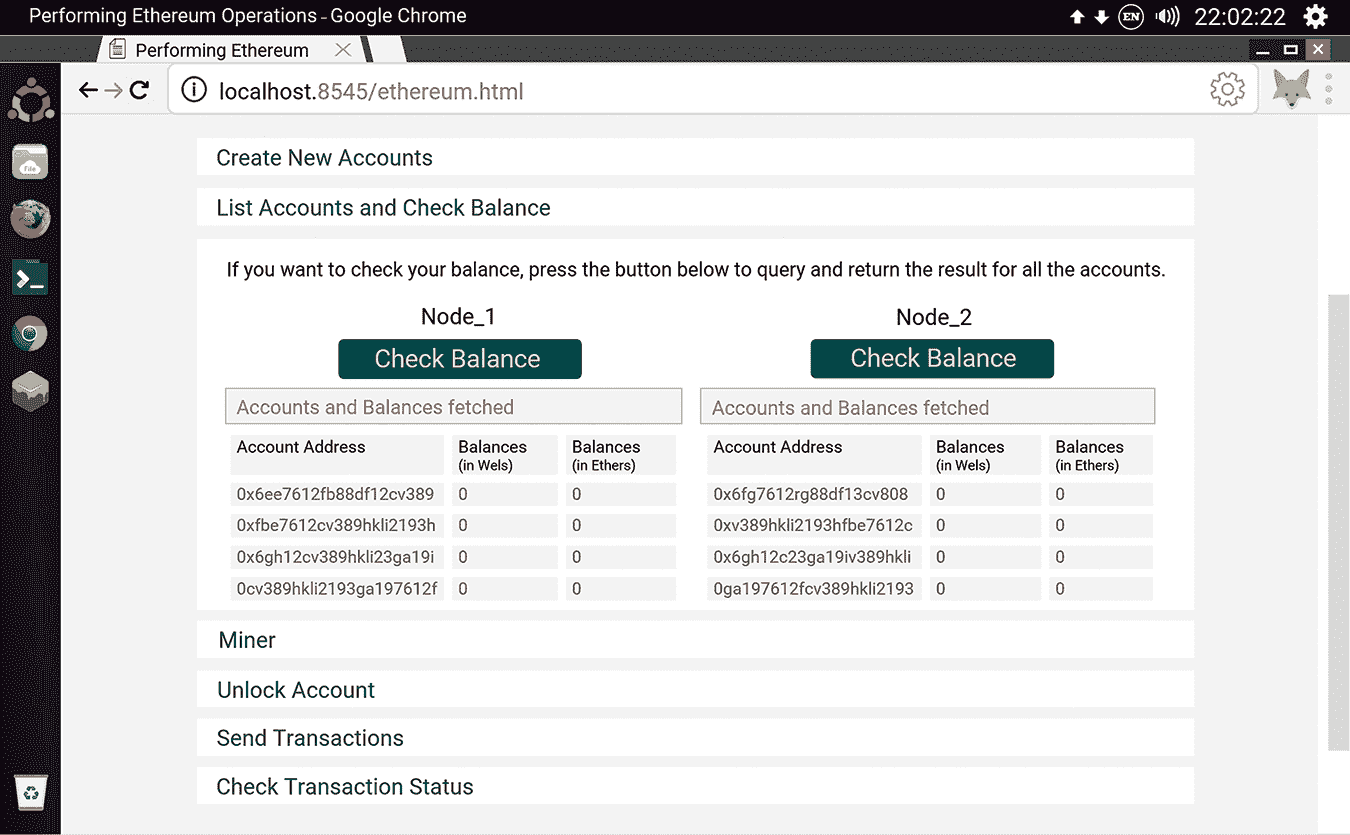 Performing Ethereum Operations - Google Chrome
EN
22:02:22
Performing Ethereum
localhost.8545/ethereum.html
File
Create New Accounts
List Accounts and Check Balance
If you want to check your balance, press the button below to query and return the result for all the accounts.
Node_1 Node_2
Check Balance Check Balance
Accounts and Balances fetched Accounts and Balances fetched
Account Address Balances Balances Account Address Balances Balances
(in Wels) (in Ethers) (in Wels) (in Ethers)
0x6ee7612fb88df12cv389 0 0 0x6fg7612rg88df13cv808 0 0
0xfbe7612cv389hkli2193h 0 0 0xv389hkli2193hfbe7612c 0 0
0x6gh12cv389hkli23ga19i 0 0 0x6gh12c23ga19iv389hkli 0 0
0cv389hkli2193ga197612f 0 0 0ga197612fcv389hkli2193 0 0
Miner
Unlock Account
Send Transactions
Check Transaction Status